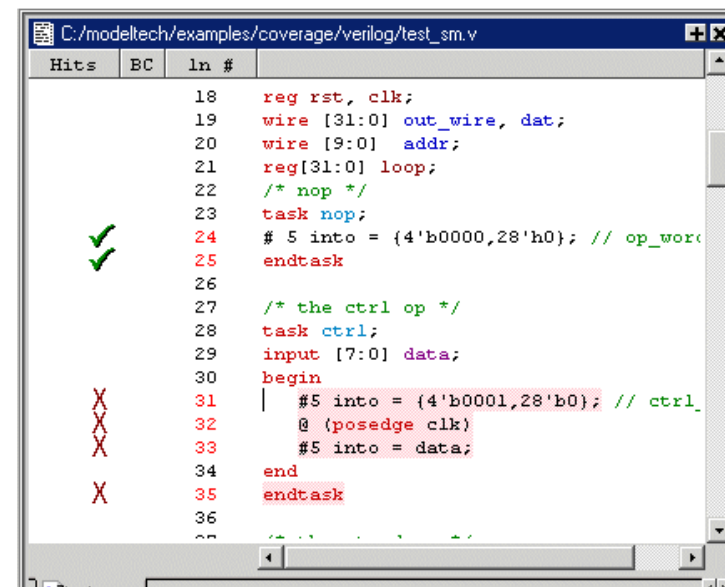 C:/modeltech/examples/coverage/verilog/test_sm.v
Hits BC ln #
18 reg rst, clk;
19 wire [31:0] out_wire, dat;
20 wire [9:0] addr;
21 reg[31:0] loop;
22 /* nop */
23 task nop;
24 # 5 into = {4'b0000,28'h0}; // op_word
25 endtask
26
27 /* the ctrl op */
28 task ctrl;
29 input [7:0] data;
30 begin
31 #5 into = {4'b0001,28'b0}; // ctrl_
32 @ (posedge clk)
33 #5 into = data;
34 end
35 endtask
36